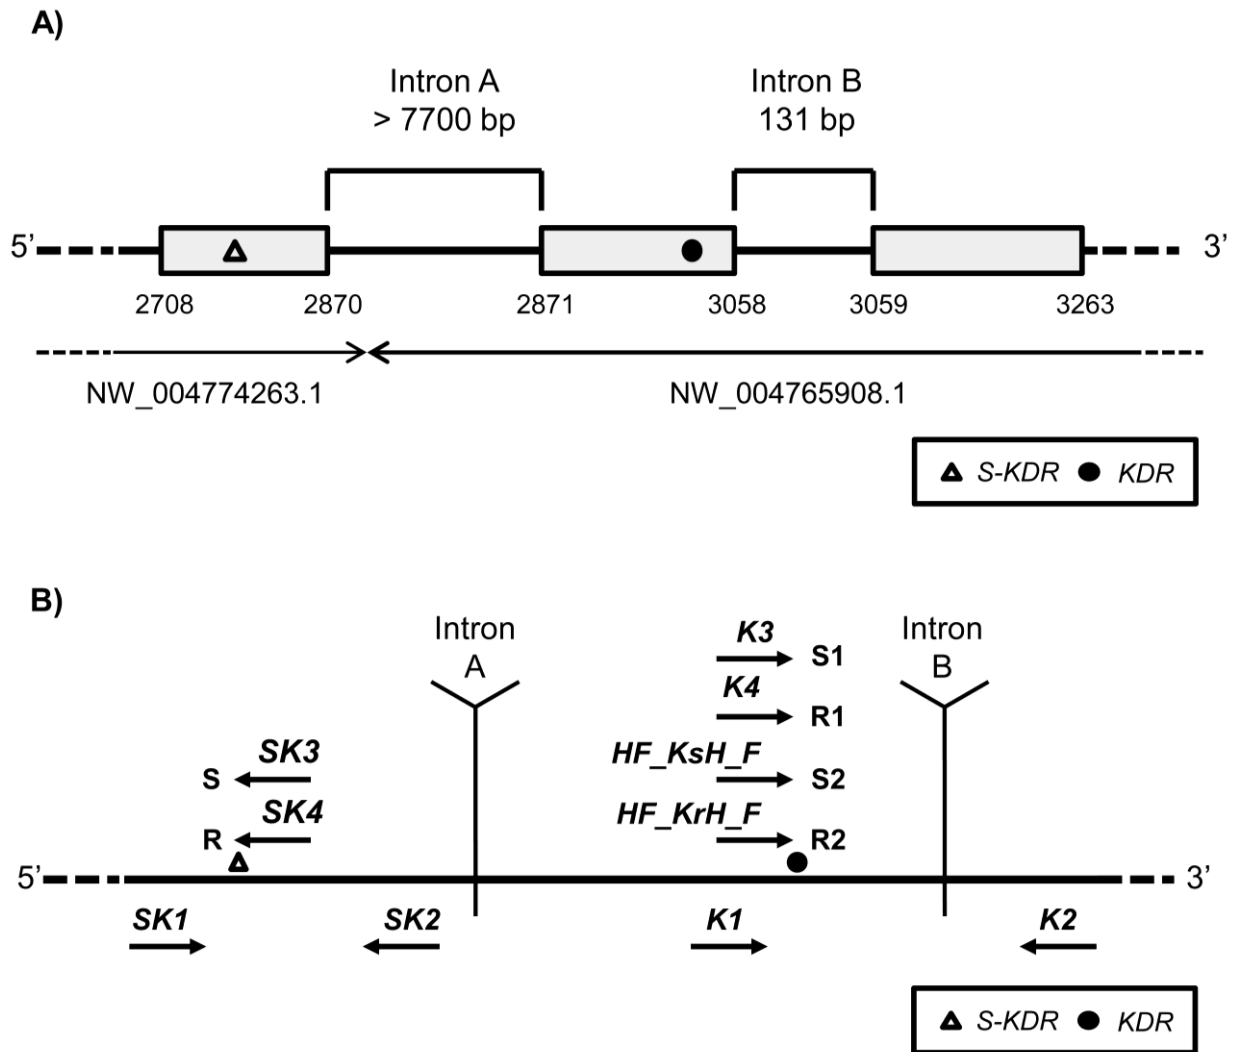 A)
Intron A
> 7700 bp
Intron B
131 bp
5’
3’
2708
2870
2871
3058
3059
3263
NW_004774263.1
NW_004765908.1
S-KDR
KDR
B)
Intron
A
Intron
B
K3
S1
K4
R1
HF_KsH_F
S2
HF_KrH_F
R2
SK3
S
SK4
R
5’
3’
SK1
SK2
K1
K2
S-KDR
KDR